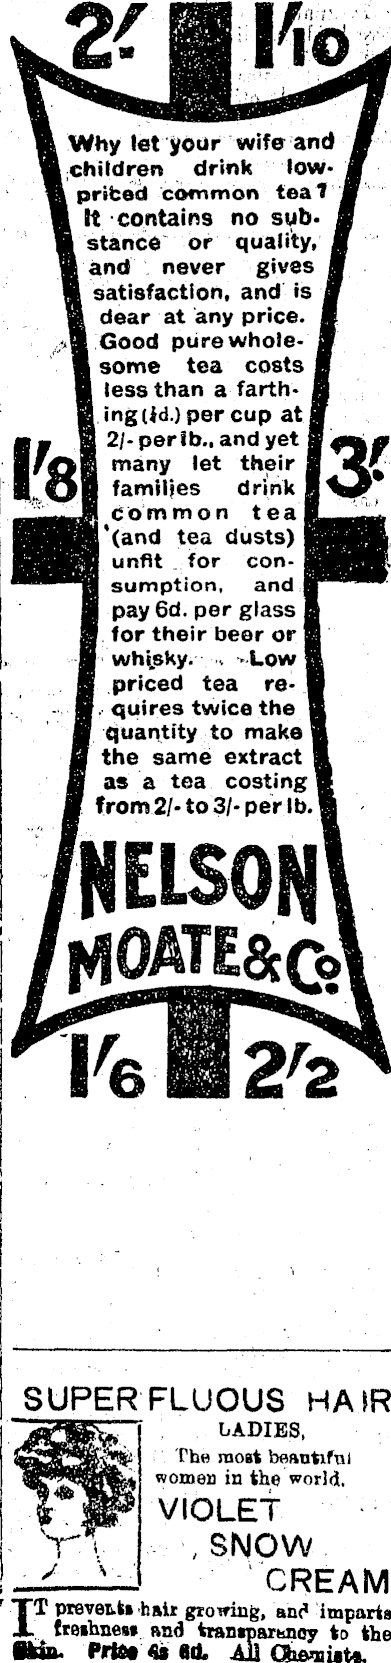 2/- 1/10
Why let your wife and
children drink low-
priced common tea?
It contains no sub-
stance or quality,
and never gives
satisfaction, and is
dear at any price.
Good pure whole-
some tea costs
less than a farth-
ing (¼d.) per cup at
2/- per lb., and yet
many let their
families drink
common tea
(and tea dusts)
unfit for con-
sumption, and
pay 6d. per glass
for their beer or
whisky. Low
priced tea re-
quires twice the
quantity to make
the same extract
as a tea costing
from 2/- to 3/- per lb.
1/8 3/-
NELSON
MOATE & Co.
1/6 2/2
SUPERFLUOUS HAIR
LADIES,
The most beautiful
women in the world.
VIOLET
SNOW
CREAM
IT prevents hair growing, and imparts
freshness and transparency to the
Skin. Price 4s 6d. All Chemists.